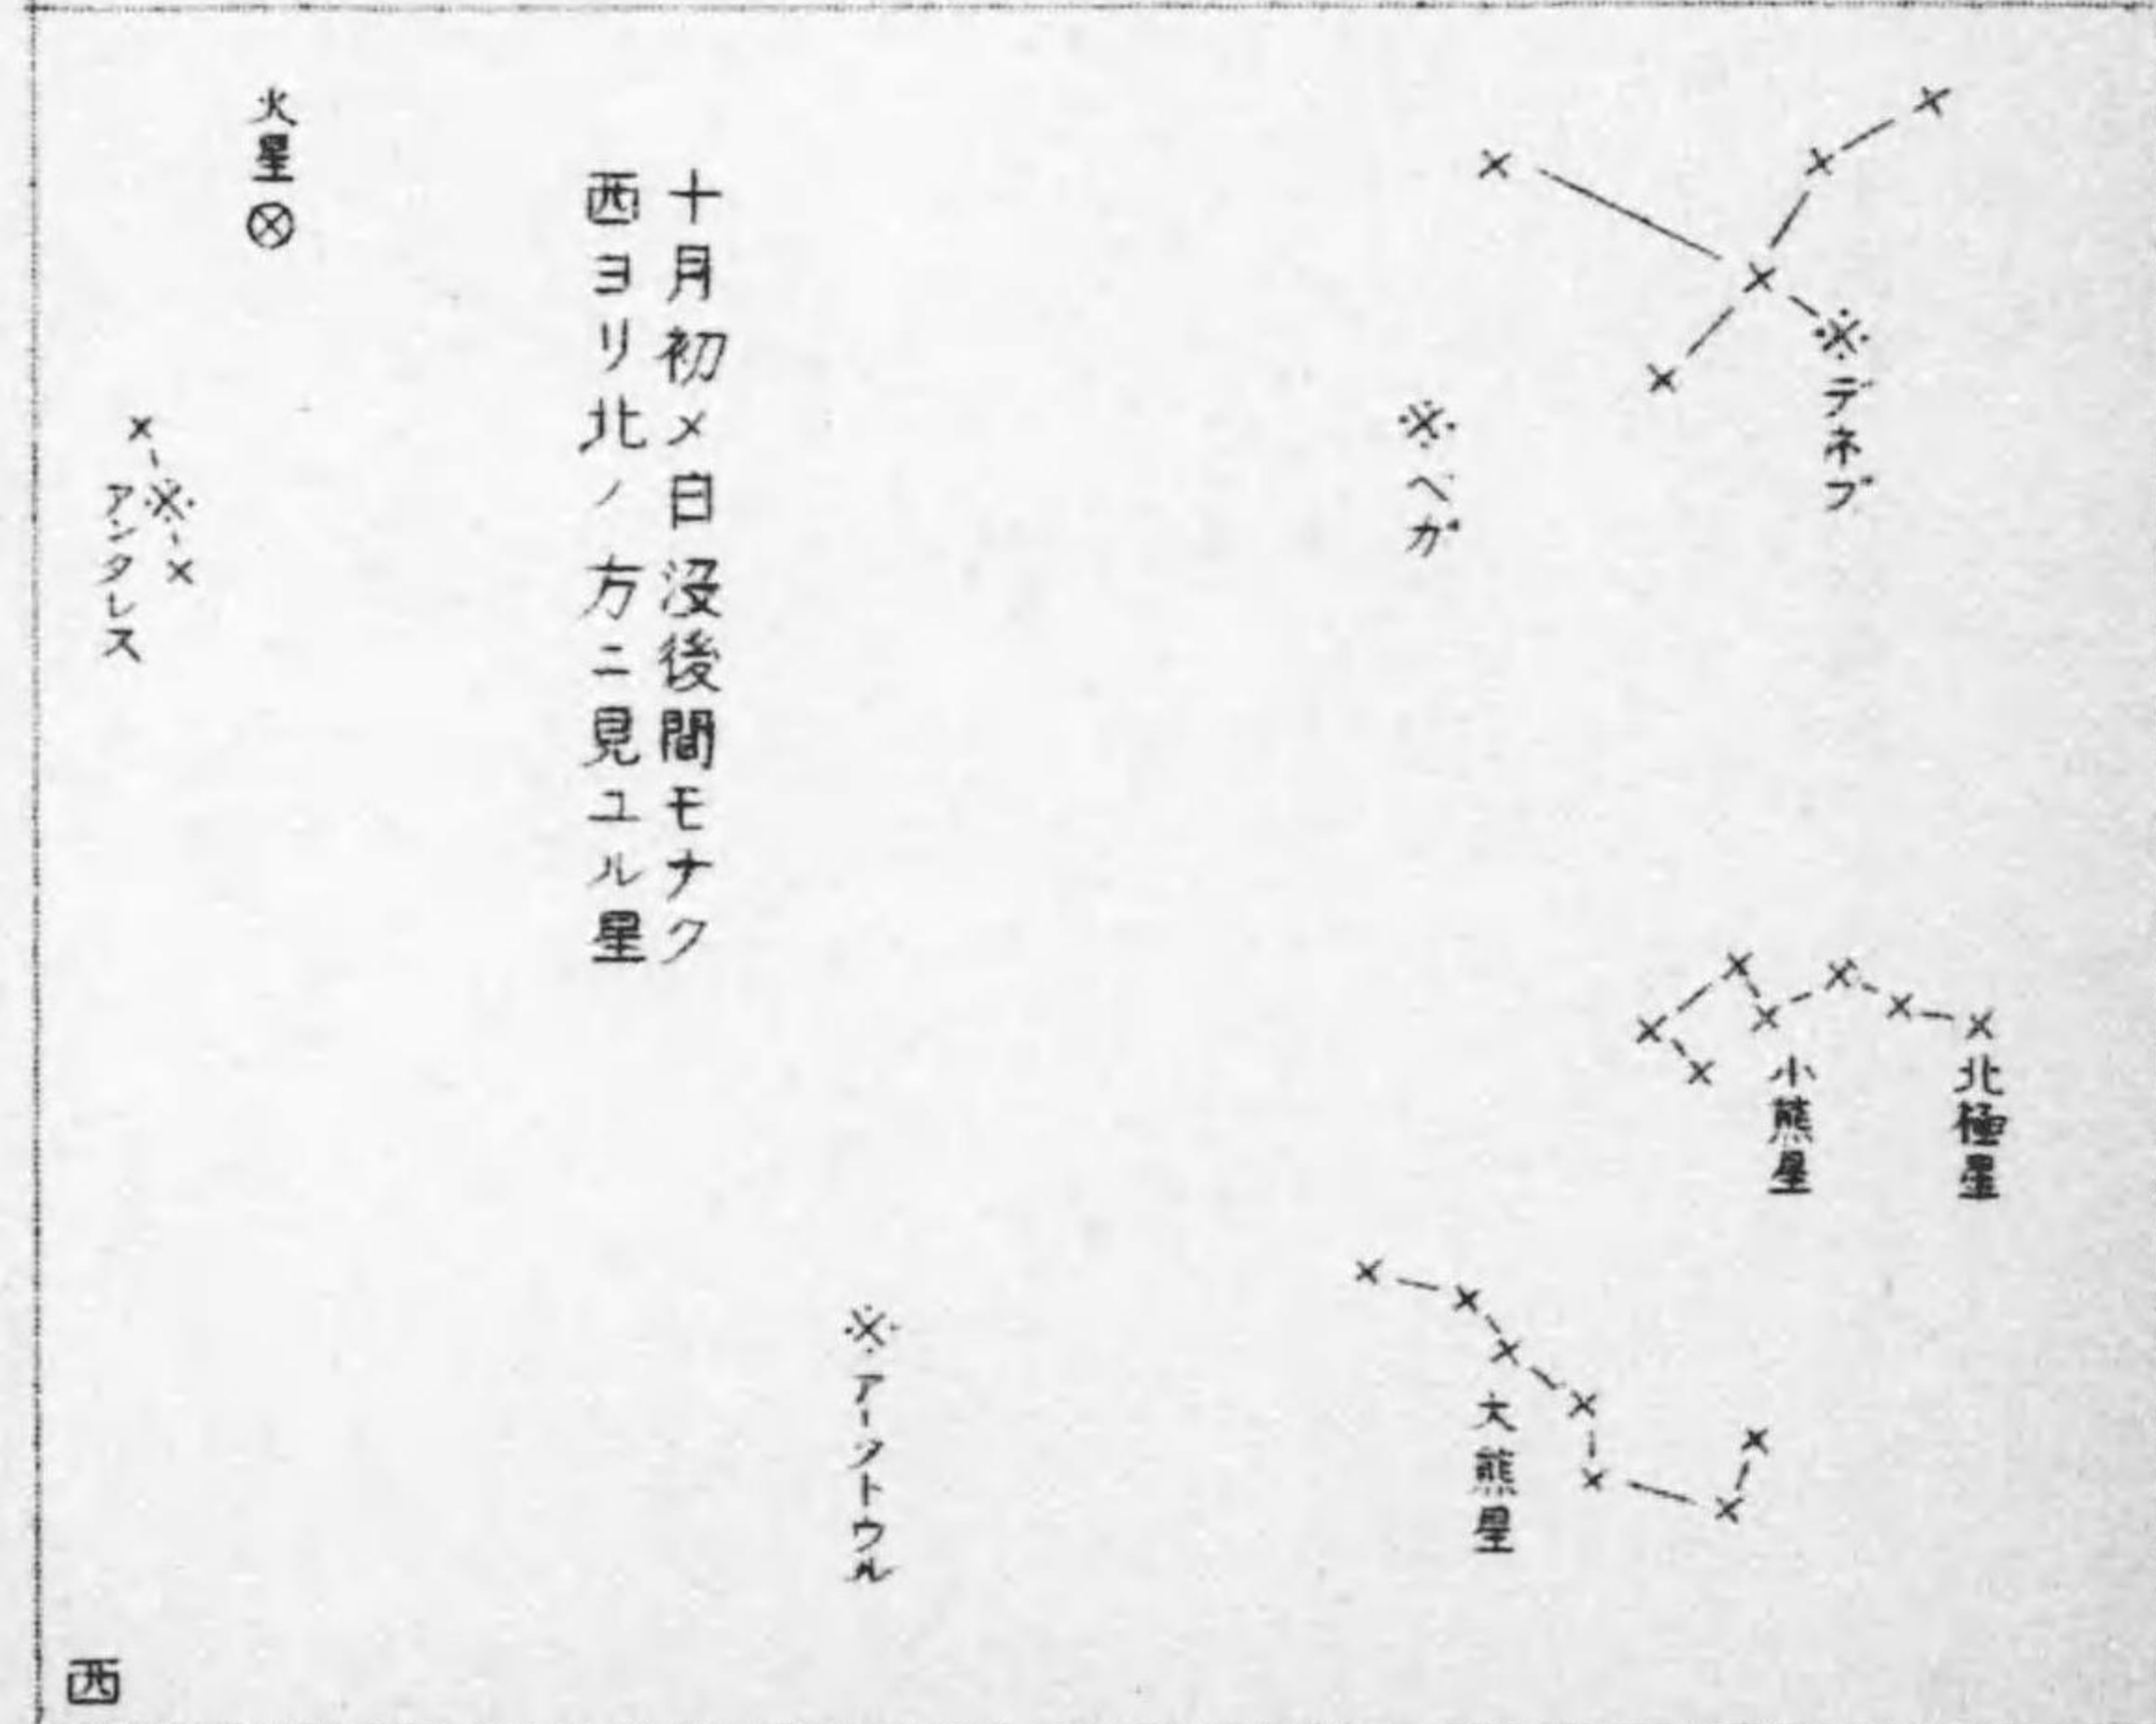 デネブ
ベガ
北極星
小熊星
大熊星
アークトウル
十月初メ日没後間モナク
西ヨリ北ノ方ニ見ユル星
火星
アンタレス
西